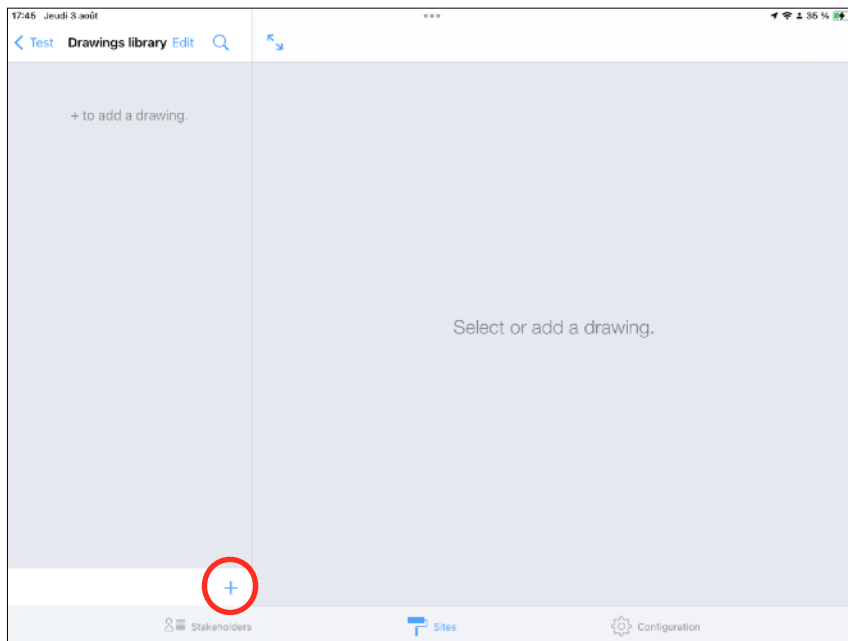 17:45 Jeudi 3 août
35 %
Test Drawings library Edit
+ to add a drawing.
Select or add a drawing.
+
Stakeholders Sites Configuration